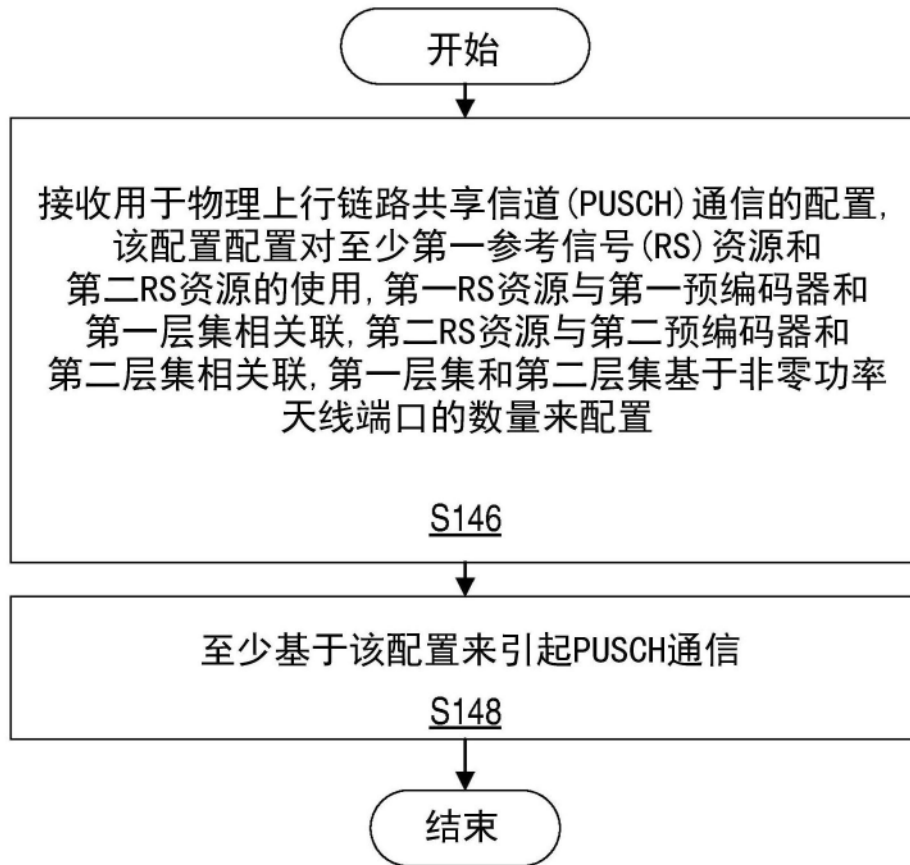 开始
接收用于物理上行链路共享信道(PUSCH)通信的配置,
该配置配置对至少第一参考信号(RS)资源和
第二RS资源的使用,第一RS资源与第一预编码器和
第一层集相关联,第二RS资源与第二预编码器和
第二层集相关联,第一层集和第二层集基于非零功率
天线端口的数量来配置
S146
至少基于该配置来引起PUSCH通信
S148
结束